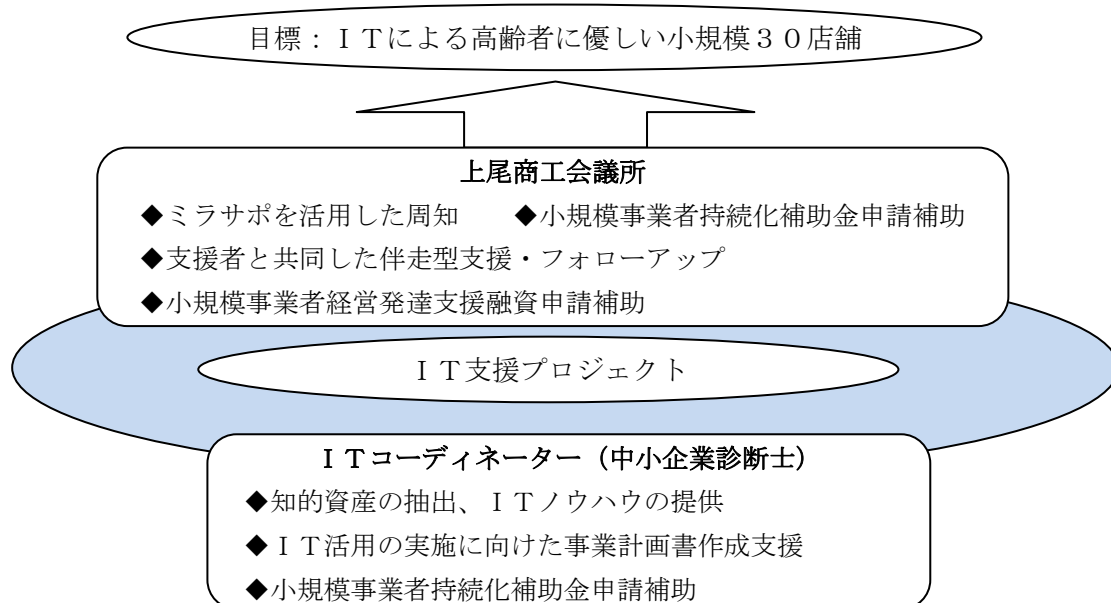 目標：ＩＴによる高齢者に優しい小規模３０店舗
上尾商工会議所
◆ミラサポを活用した周知　　◆小規模事業者持続化補助金申請補助
◆支援者と共同した伴走型支援・フォローアップ
◆小規模事業者経営発達支援融資申請補助
ＩＴ支援プロジェクト
ＩＴコーディネーター（中小企業診断士）
◆知的資産の抽出、ＩＴノウハウの提供
◆ＩＴ活用の実施に向けた事業計画書作成支援
◆小規模事業者持続化補助金申請補助